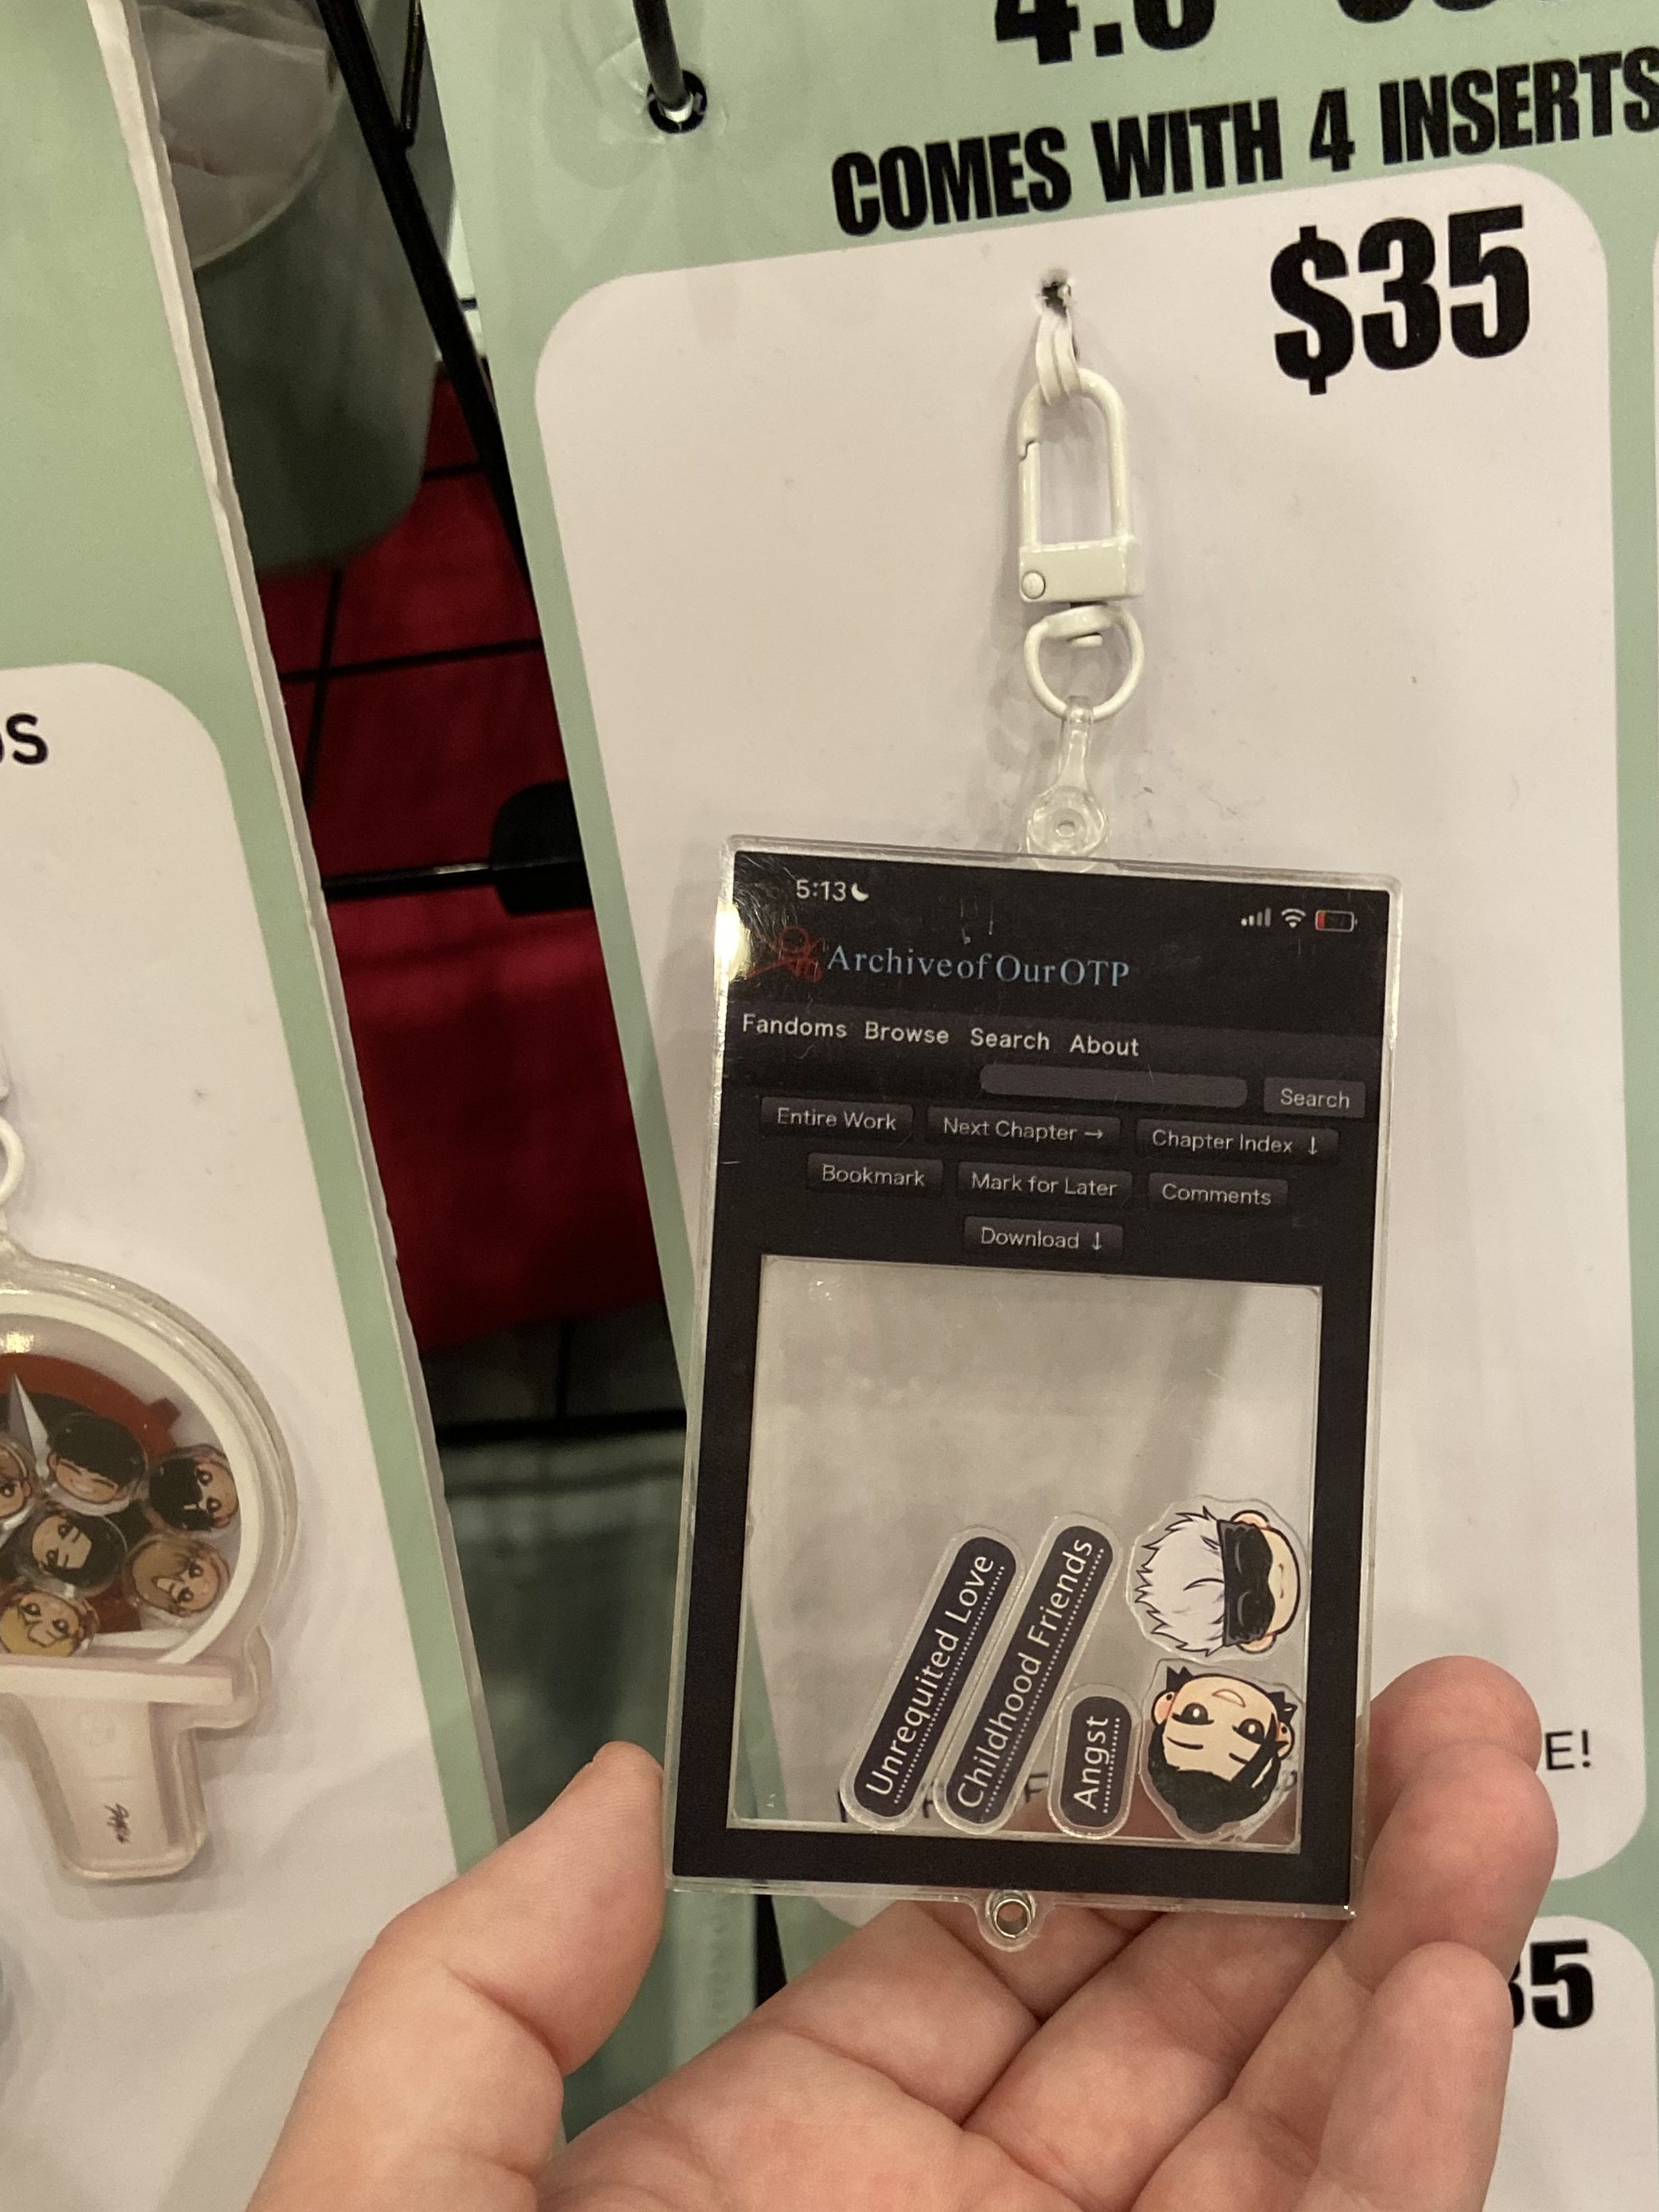 COMES WITH 4 INSERTS
$35
5:13
Archive of Our OTP
Fandoms Browse Search About
Search
Entire Work Next Chapter → Chapter Index ↓
Bookmark Mark for Later Comments
Download ↓
Unrequited Love
Childhood Friends
Angst
E!